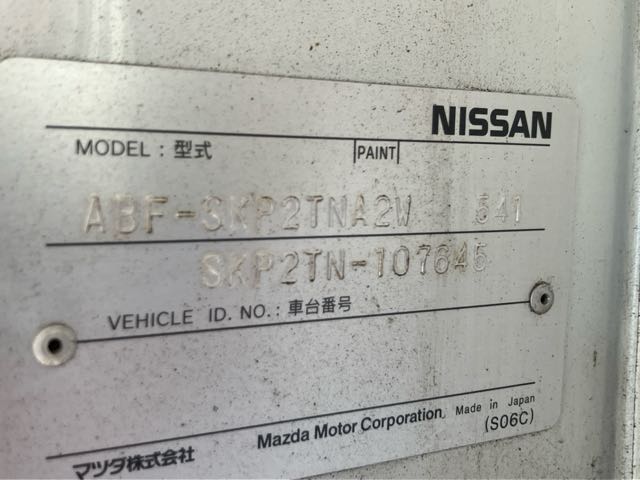 NISSAN
MODEL : 型式 PAINT
ABF-SKP2TNA2W 541
SKP2TN-107645
VEHICLE ID. NO. : 車台番号
マツダ株式会社 Mazda Motor Corporation Made in Japan
(S06C)